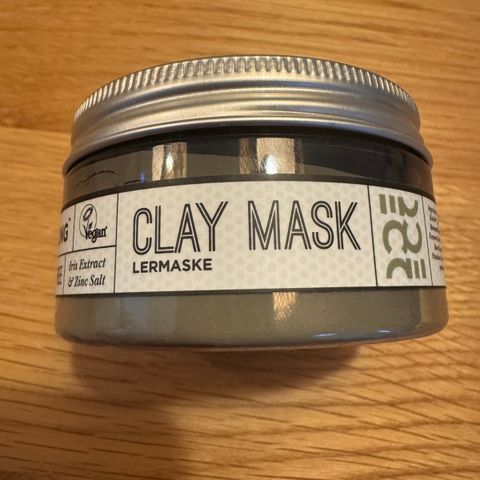 CLAY MASK
LERMASKE
Vegan
Iris Extract
& Zinc Salt